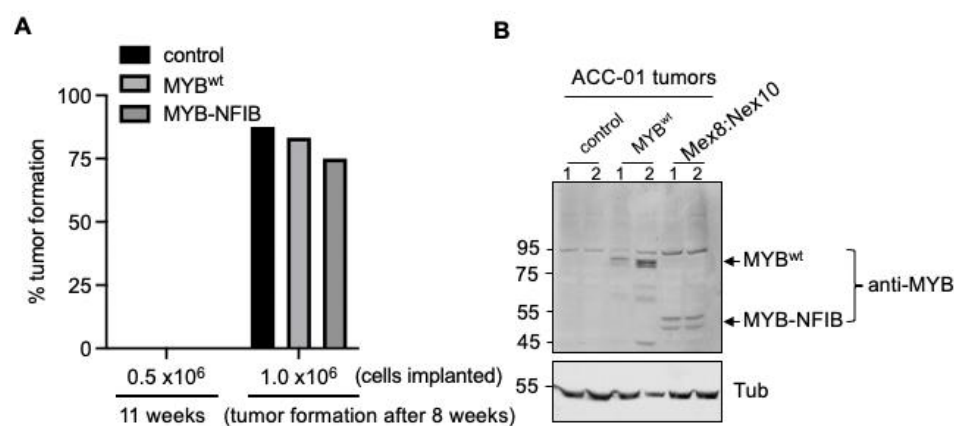 A
control
MYBwt
MYB-NFIB
% tumor formation
100
75
50
25
0
0.5 x10⁶
1.0 x10⁶
(cells implanted)
11 weeks
(tumor formation after 8 weeks)
B
ACC-01 tumors
control
MYBwt
Mex8:Nex10
1 2 1 2 1 2
95
75
55
45
MYBwt
MYB-NFIB
anti-MYB
55
Tub